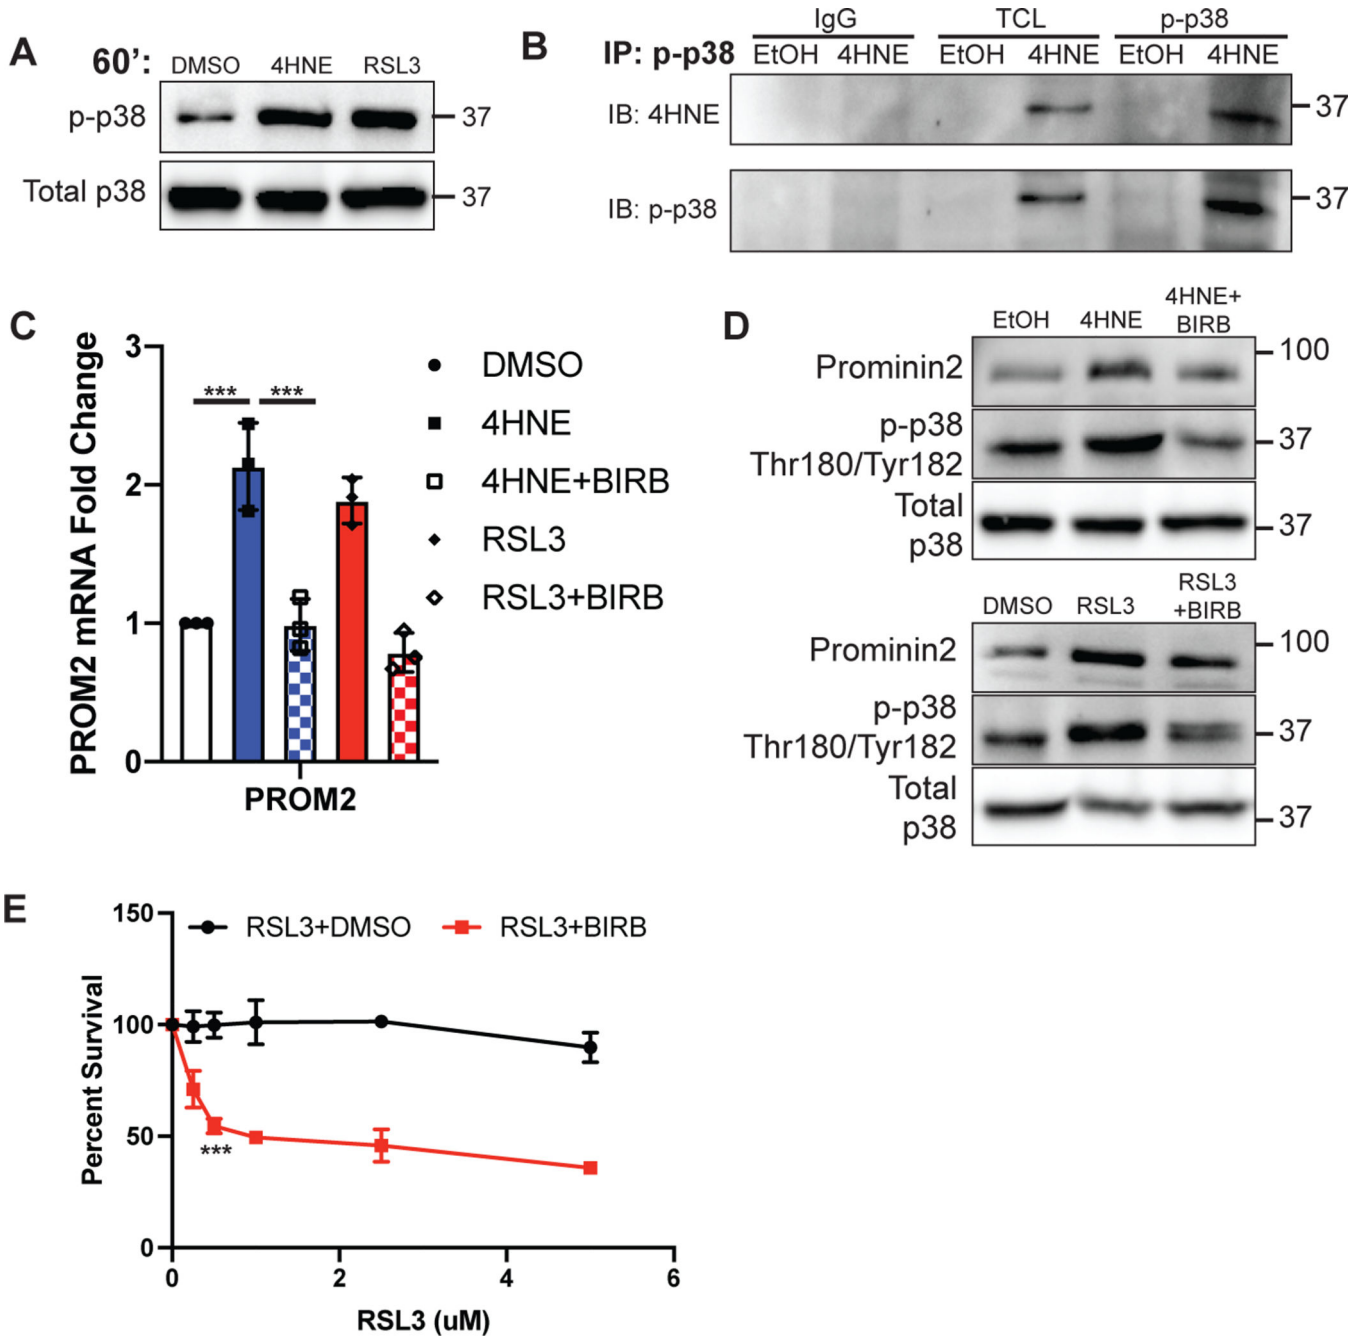 A
60':
DMSO 4HNE RSL3
p-p38
37
Total p38
37
B
IgG TCL p-p38
IP: p-p38 EtOH 4HNE EtOH 4HNE EtOH 4HNE
IB: 4HNE
37
IB: p-p38
37
C
PROM2 mRNA Fold Change
3
2
1
0
*** ***
PROM2
DMSO
4HNE
4HNE+BIRB
RSL3
RSL3+BIRB
D
EtOH 4HNE 4HNE+
BIRB
Prominin2
100
p-p38
Thr180/Tyr182
37
Total
p38
37
DMSO RSL3 RSL3
+BIRB
Prominin2
100
p-p38
Thr180/Tyr182
37
Total
p38
37
E
RSL3+DMSO RSL3+BIRB
Percent Survival
150
100
50
0
***
0 2 4 6
RSL3 (uM)